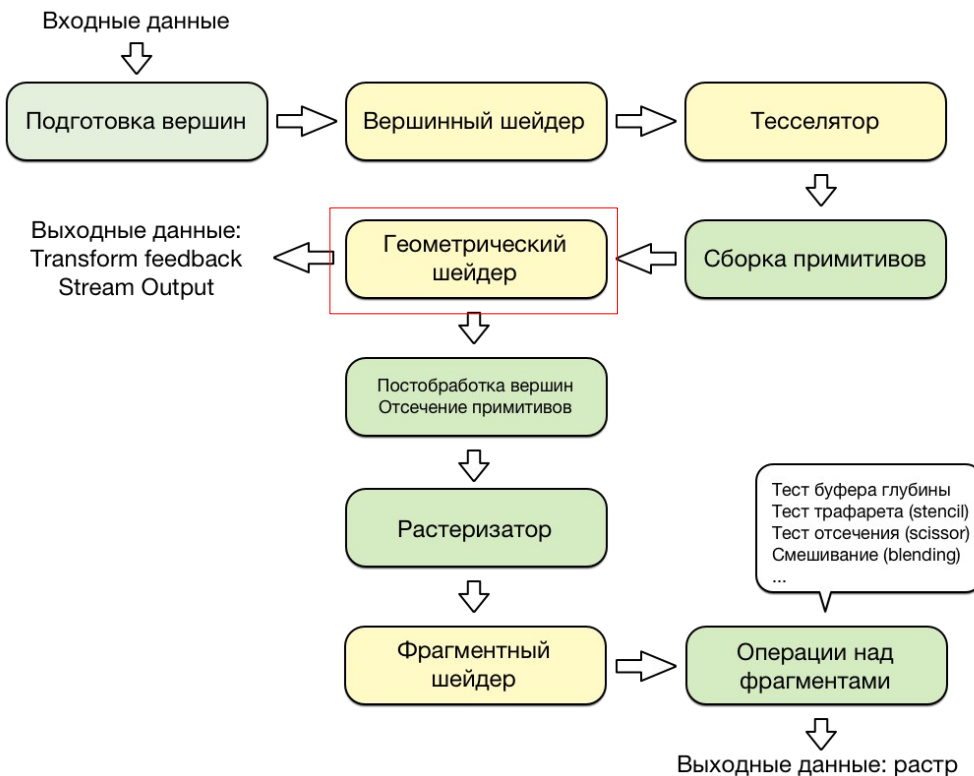 Входные данные
Подготовка вершин
Вершинный шейдер
Тесселятор
Выходные данные:
Transform feedback
Stream Output
Геометрический
шейдер
Сборка примитивов
Постобработка вершин
Отсечение примитивов
Растеризатор
Тест буфера глубины
Тест трафарета (stencil)
Тест отсечения (scissor)
Смешивание (blending)
...
Фрагментный
шейдер
Операции над
фрагментами
Выходные данные: растр